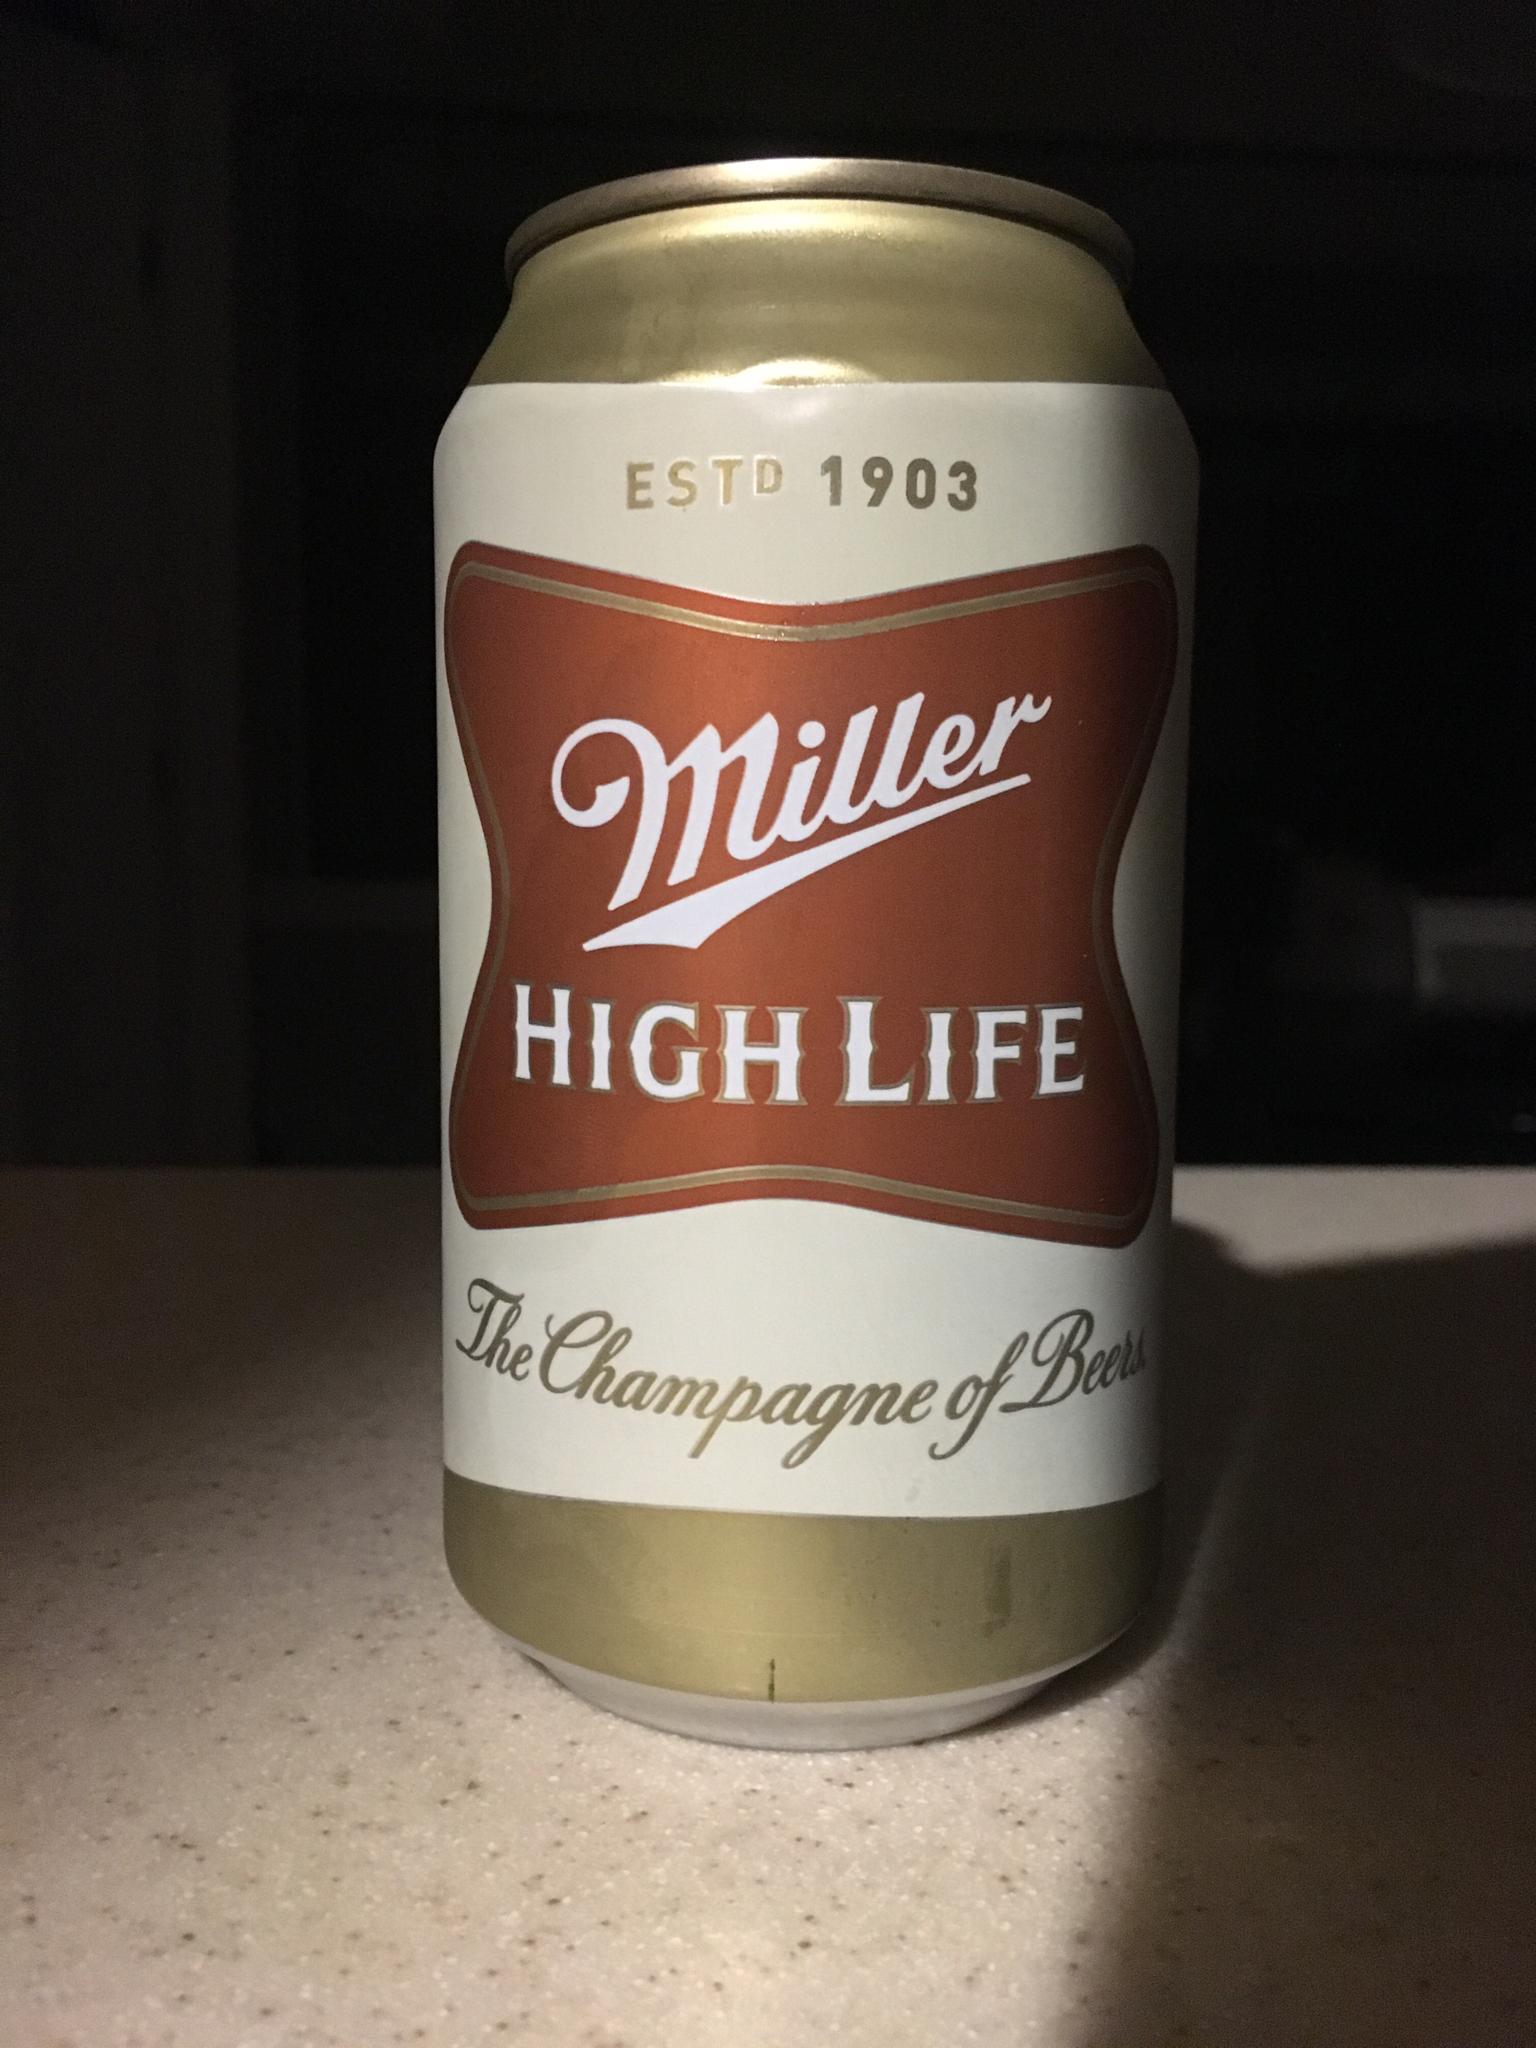 ESTD 1903
Miller
HIGH LIFE
The Champagne of Beers.